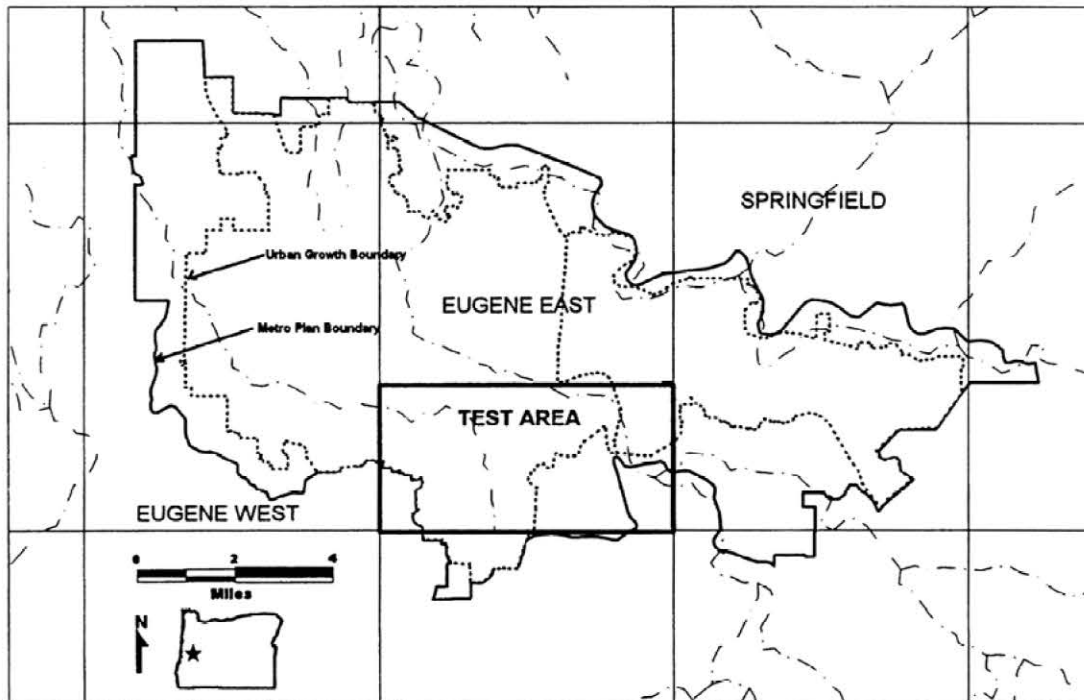 SPRINGFIELD
Urban Growth Boundary
EUGENE EAST
Metro Plan Boundary
TEST AREA
EUGENE WEST
0 2 4
Miles
N